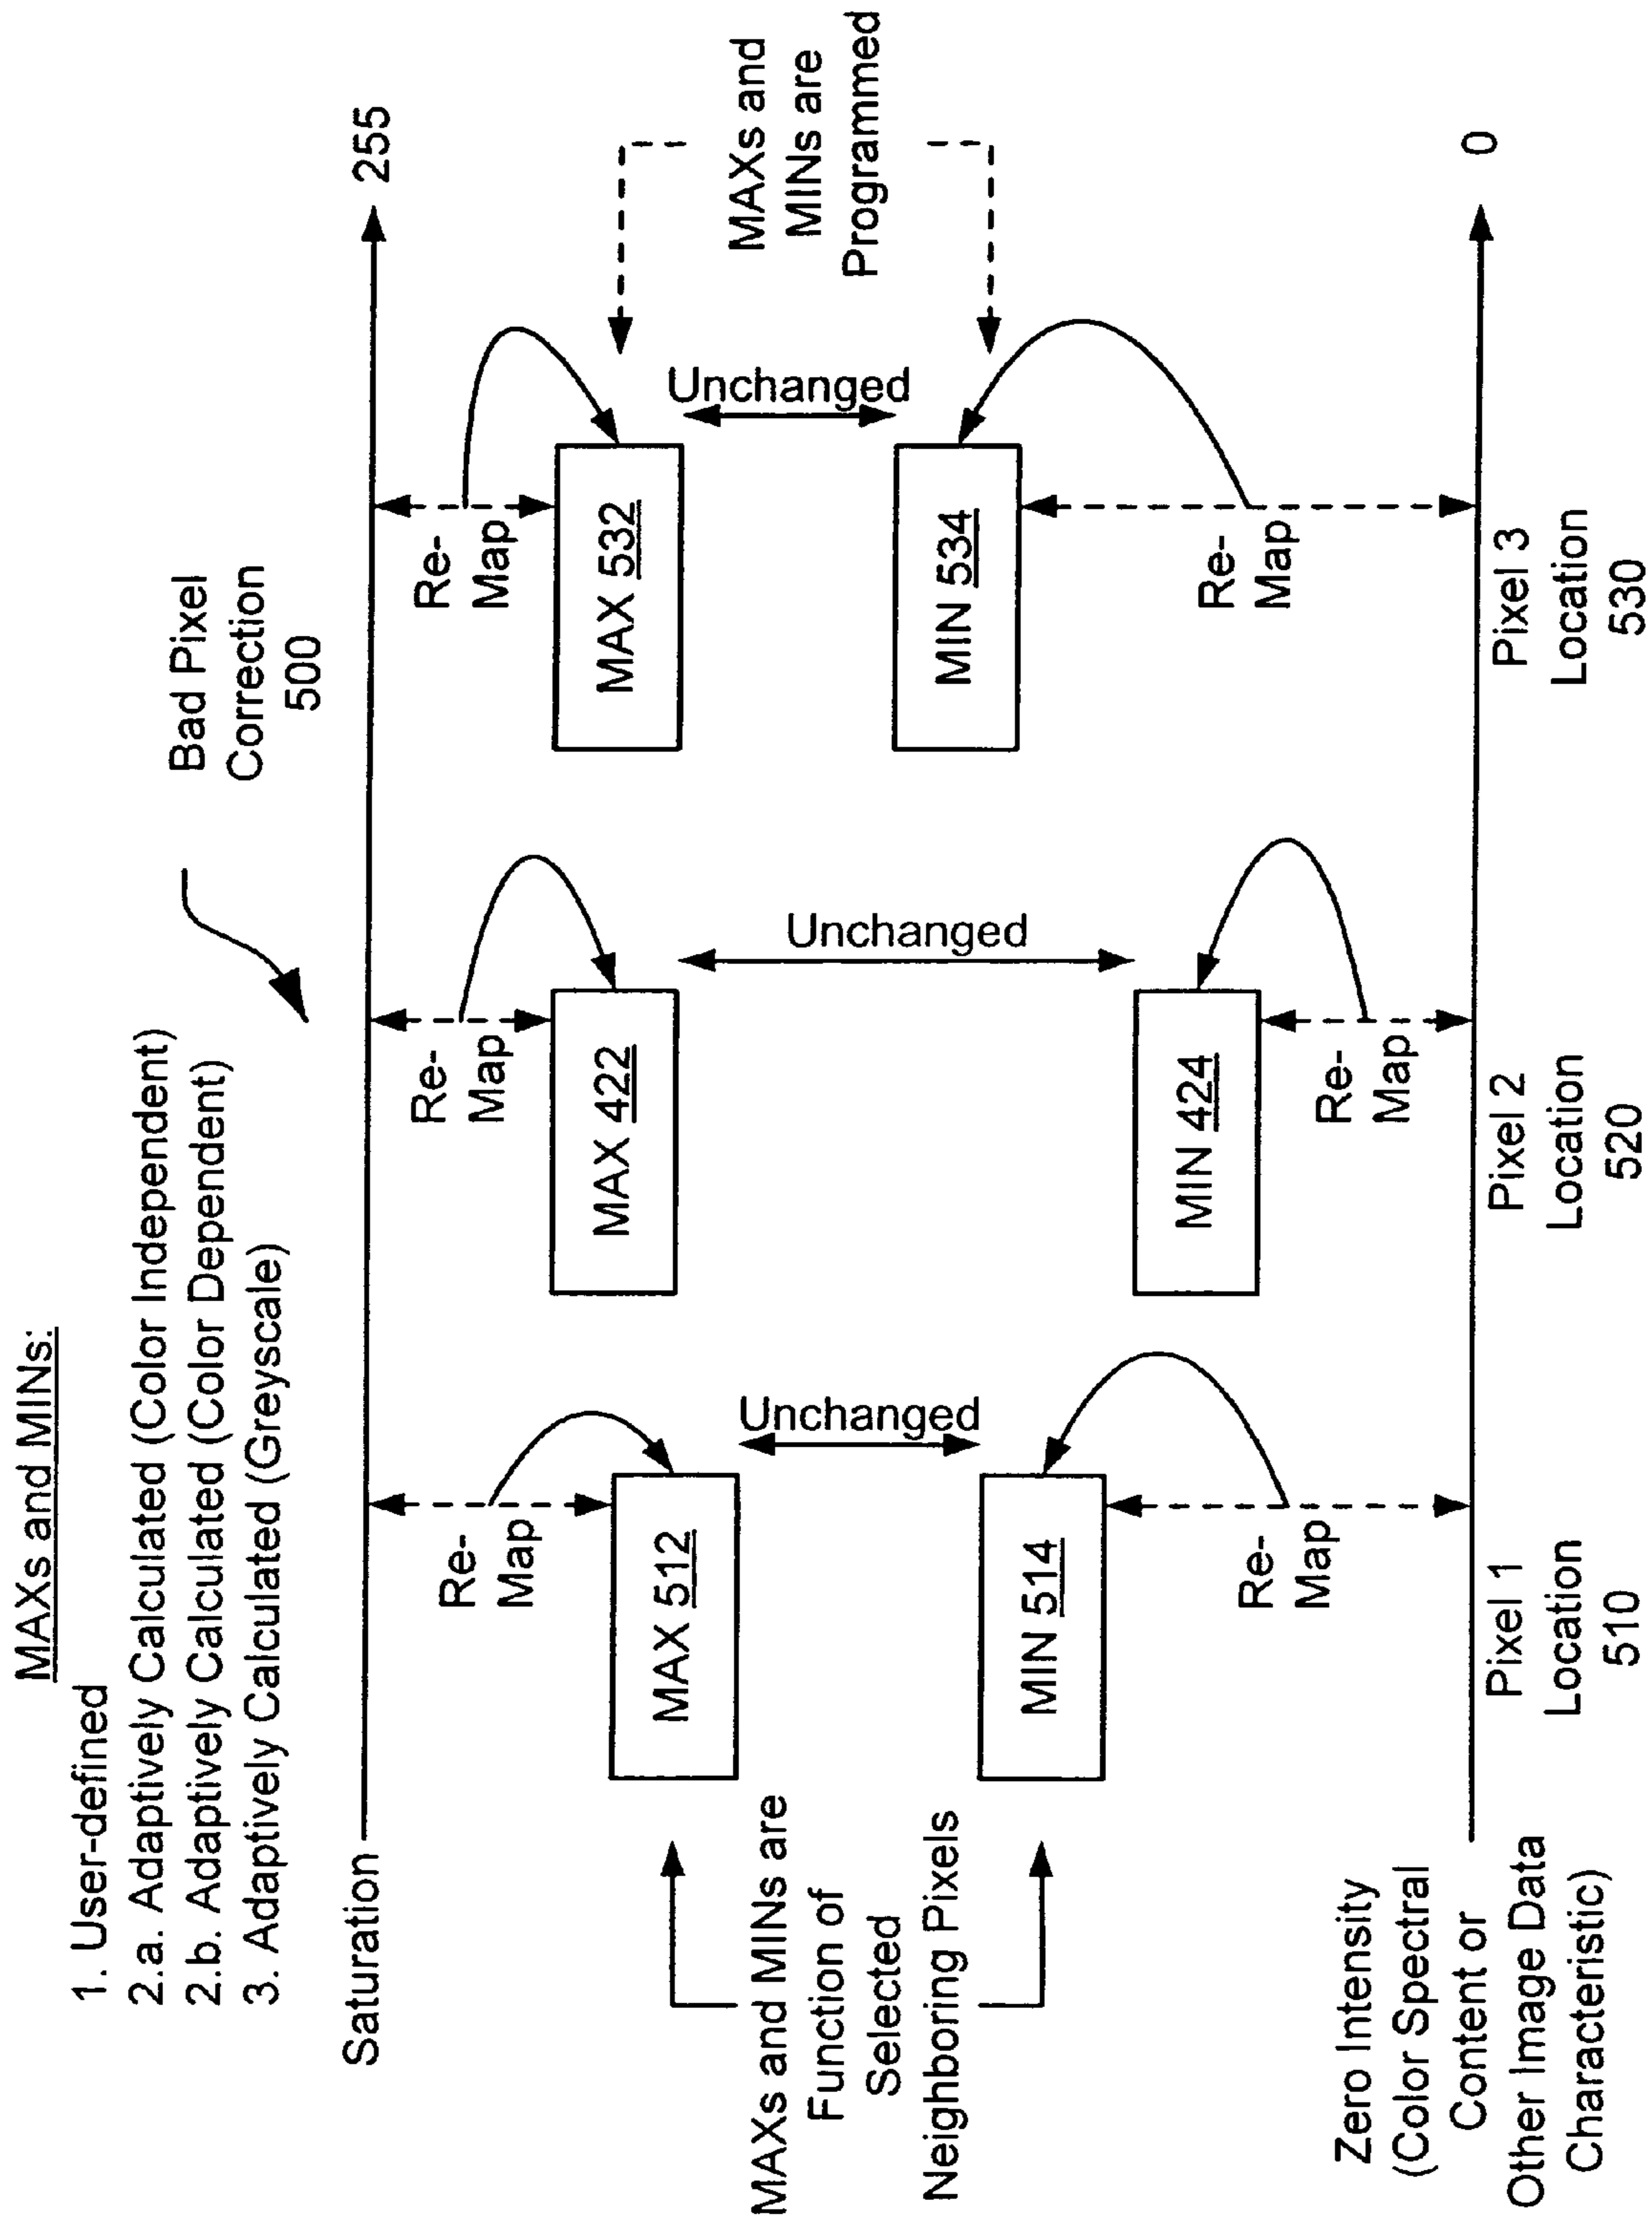 MAXs and MINs:
1. User-defined
2.a. Adaptively Calculated (Color Independent)
2.b. Adaptively Calculated (Color Dependent)
3. Adaptively Calculated (Greyscale)
Bad Pixel
Correction
500
Saturation
255
Re-
Map
Re-
Map
Re-
Map
MAX 512
MAX 422
MAX 532
MAXs and MINs are
Function of
Selected
Neighboring Pixels
Unchanged
Unchanged
Unchanged
MAXs and
MINs are
Programmed
MIN 514
MIN 424
MIN 534
Re-
Map
Re-
Map
Re-
Map
Zero Intensity
(Color Spectral
Content or
Other Image Data
Characteristic)
0
Pixel 1
Location
510
Pixel 2
Location
520
Pixel 3
Location
530